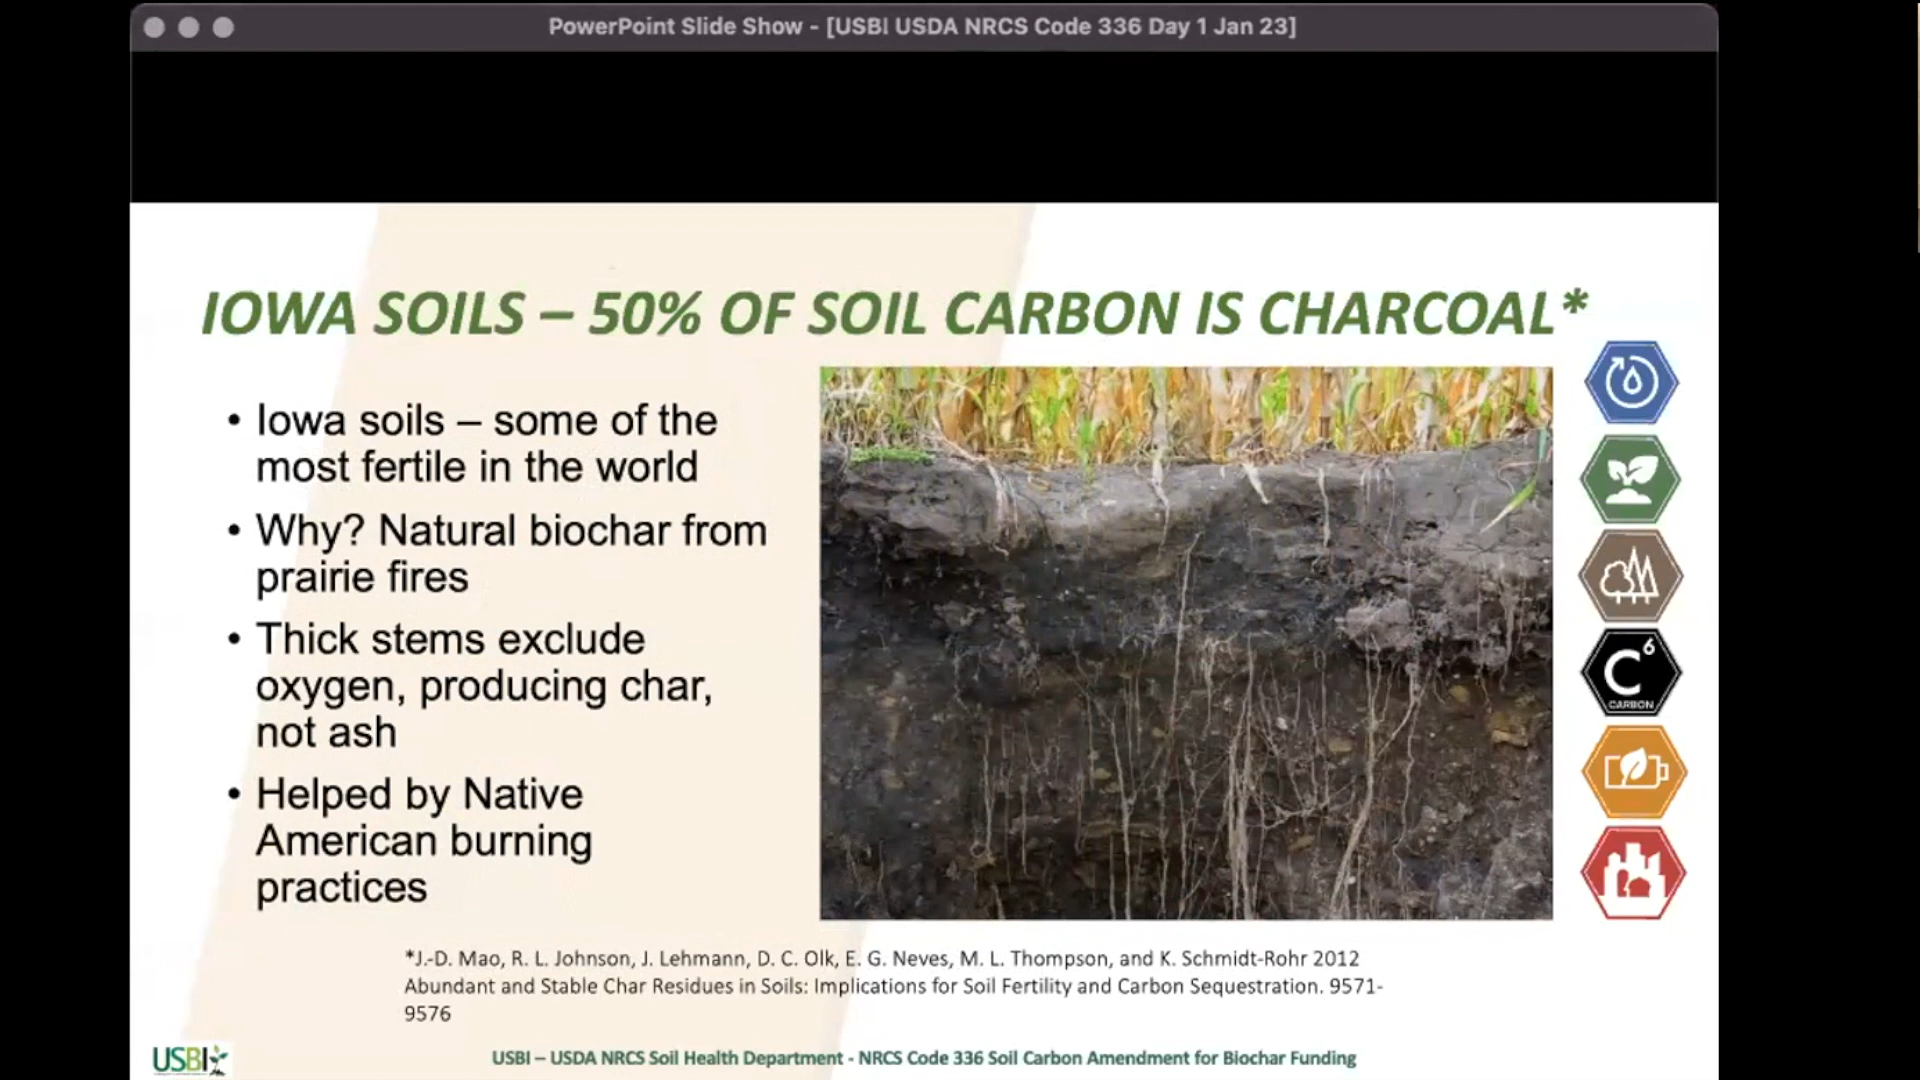 PowerPoint Slide Show - [USBI USDA NRCS Code 336 Day 1 Jan 23]
IOWA SOILS – 50% OF SOIL CARBON IS CHARCOAL*
• Iowa soils – some of the
most fertile in the world
• Why? Natural biochar from
prairie fires
• Thick stems exclude
oxygen, producing char,
not ash
• Helped by Native
American burning
practices
C 6
CARBON
*J.-D. Mao, R. L. Johnson, J. Lehmann, D. C. Olk, E. G. Neves, M. L. Thompson, and K. Schmidt-Rohr 2012
Abundant and Stable Char Residues in Soils: Implications for Soil Fertility and Carbon Sequestration. 9571-
9576
USBI
USBI – USDA NRCS Soil Health Department - NRCS Code 336 Soil Carbon Amendment for Biochar Funding